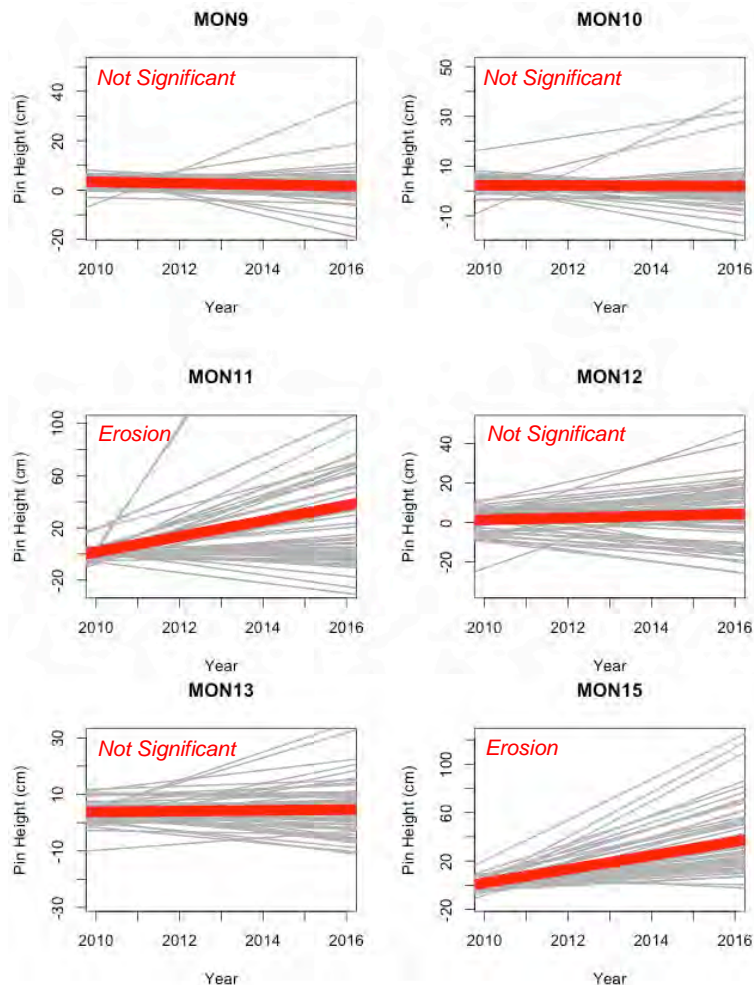 MON9
Not Significant
Pin Height (cm)
40
20
0
-20
2010 2012 2014 2016
Year
MON10
Not Significant
Pin Height (cm)
50
30
10
-10
2010 2012 2014 2016
Year
MON11
Erosion
Pin Height (cm)
100
60
20
-20
2010 2012 2014 2016
Year
MON12
Not Significant
Pin Height (cm)
40
20
0
-20
2010 2012 2014 2016
Year
MON13
Not Significant
Pin Height (cm)
30
10
-10
-30
2010 2012 2014 2016
Year
MON15
Erosion
Pin Height (cm)
100
60
20
-20
2010 2012 2014 2016
Year